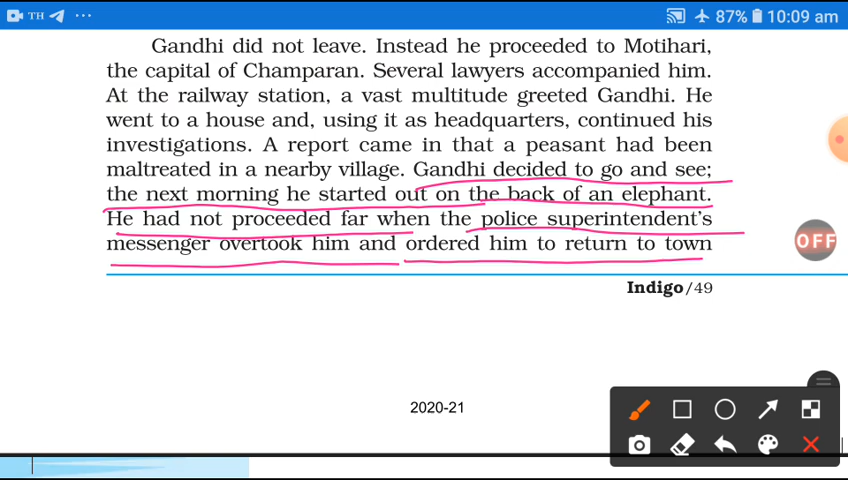 TH 87% 10:09 am
Gandhi did not leave. Instead he proceeded to Motihari,
the capital of Champaran. Several lawyers accompanied him.
At the railway station, a vast multitude greeted Gandhi. He
went to a house and, using it as headquarters, continued his
investigations. A report came in that a peasant had been
maltreated in a nearby village. Gandhi decided to go and see;
the next morning he started out on the back of an elephant.
He had not proceeded far when the police superintendent's
messenger overtook him and ordered him to return to town
OFF
Indigo/49
2020-21